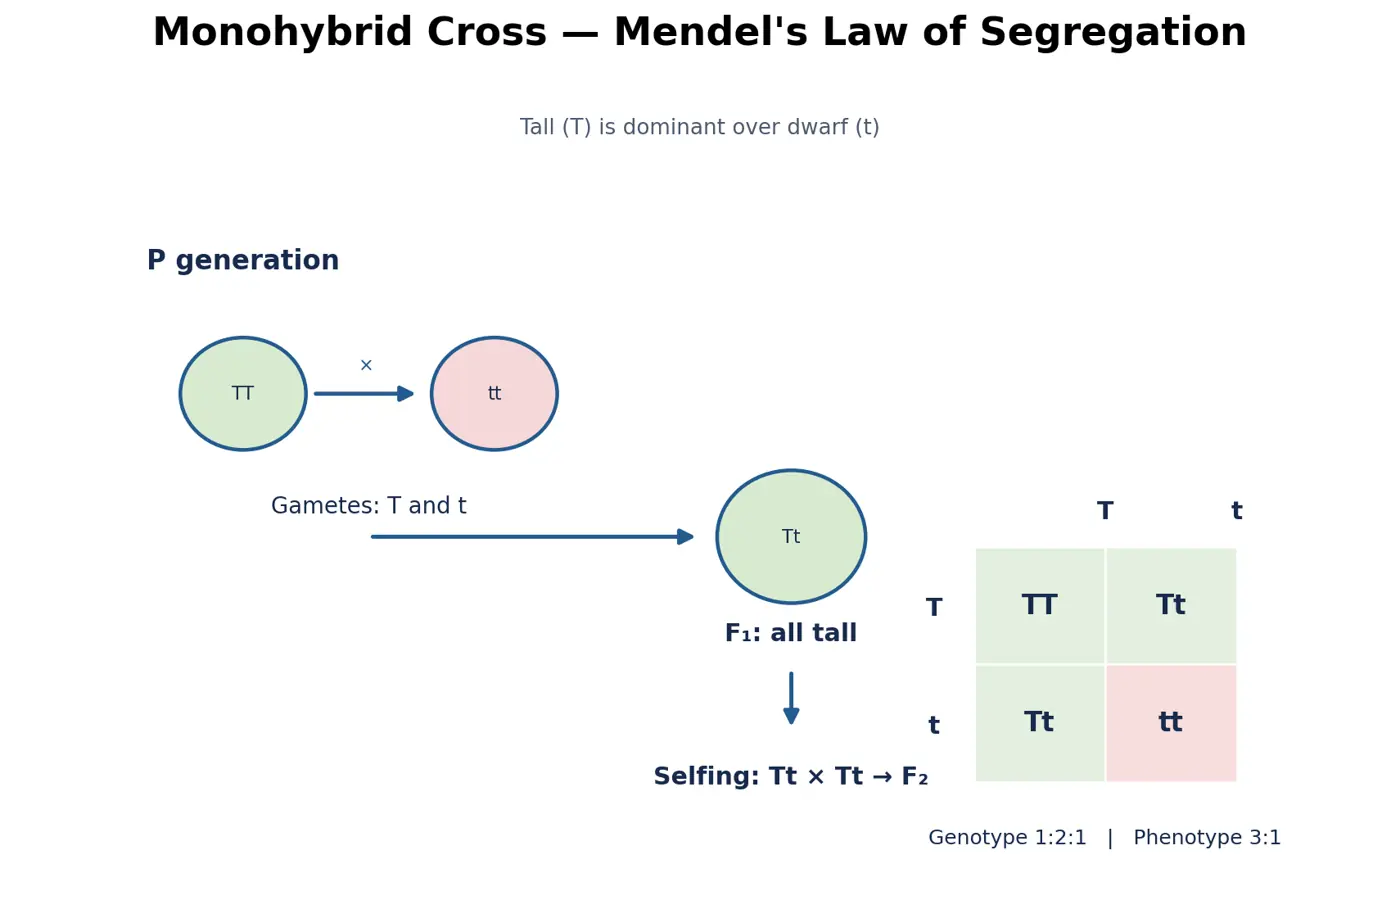 Monohybrid Cross — Mendel's Law of Segregation
Tall (T) is dominant over dwarf (t)
P generation
×
TT
tt
Gametes: T and t
Tt
F₁: all tall
Selfing: Tt × Tt → F₂
T t
T TT Tt
t Tt tt
Genotype 1:2:1 | Phenotype 3:1